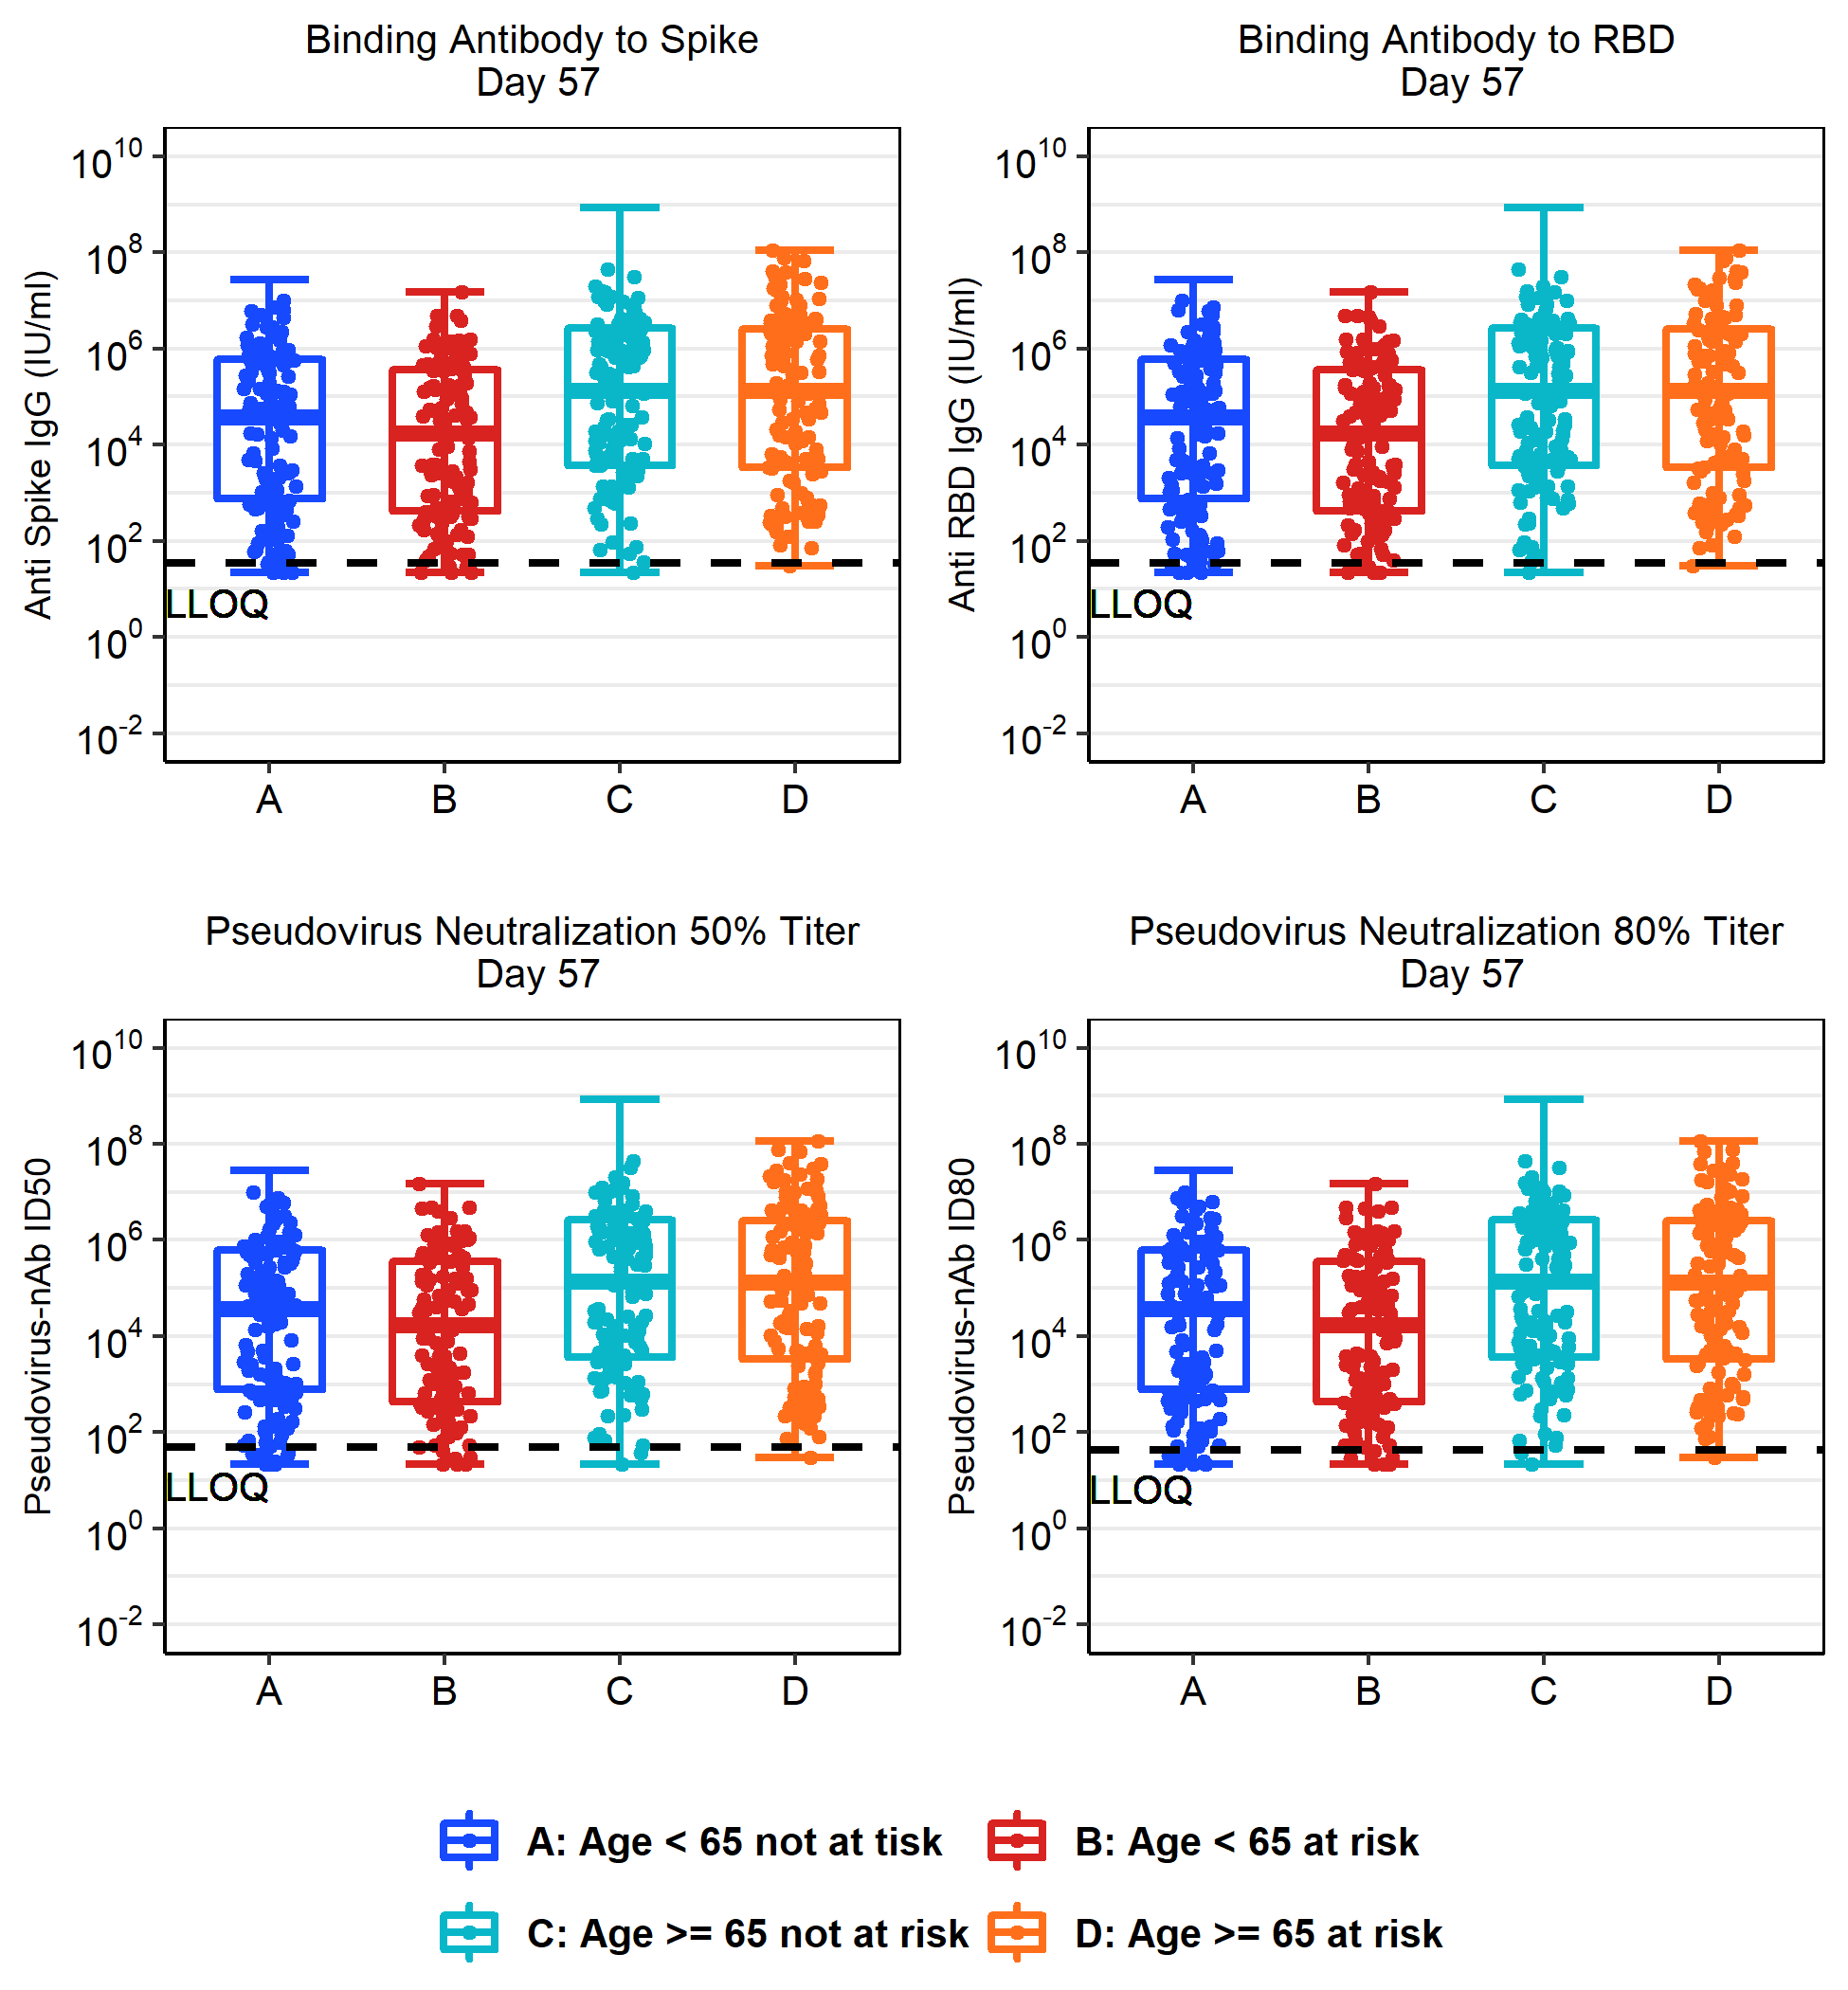 Binding Antibody to Spike
Day 57
Anti Spike IgG (IU/ml)
10^10
10^8
10^6
10^4
10^2
10^0
10^-2
LLOQ
A B C D
Binding Antibody to RBD
Day 57
Anti RBD IgG (IU/ml)
10^10
10^8
10^6
10^4
10^2
10^0
10^-2
LLOQ
A B C D
Pseudovirus Neutralization 50% Titer
Day 57
Pseudovirus-nAb ID50
10^10
10^8
10^6
10^4
10^2
10^0
10^-2
LLOQ
A B C D
Pseudovirus Neutralization 80% Titer
Day 57
Pseudovirus-nAb ID80
10^10
10^8
10^6
10^4
10^2
10^0
10^-2
LLOQ
A B C D
A: Age < 65 not at tisk
B: Age < 65 at risk
C: Age >= 65 not at risk
D: Age >= 65 at risk